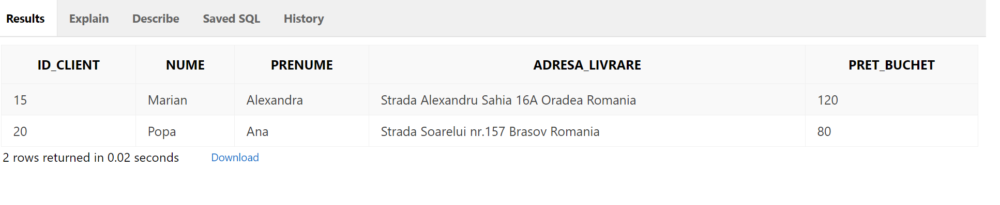 Results Explain Describe Saved SQL History
ID_CLIENT NUME PRENUME ADRESA_LIVRARE PRET_BUCHET
15 Marian Alexandra Strada Alexandru Sahia 16A Oradea Romania 120
20 Popa Ana Strada Soarelui nr.157 Brasov Romania 80
2 rows returned in 0.02 seconds Download